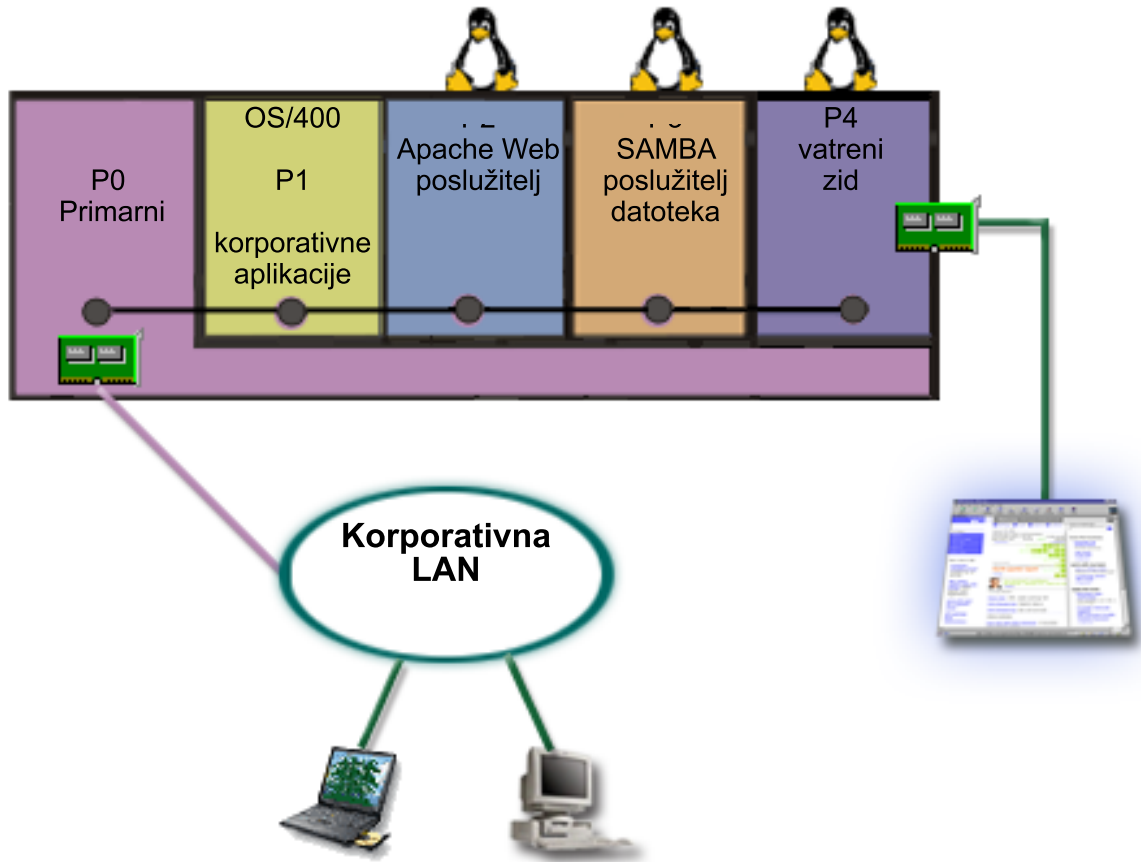 P0
Primarni
OS/400
P1
korporativne
aplikacije
Apache Web
poslužitelj
SAMBA
poslužitelj
datoteka
P4
vatreni
zid
Korporativna
LAN